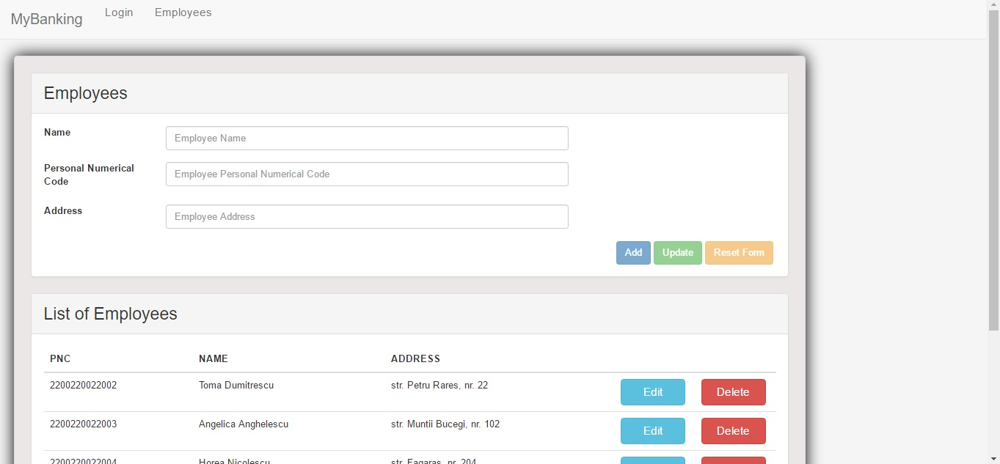 MyBanking Login Employees
Employees
Name
Employee Name
Personal Numerical
Code
Employee Personal Numerical Code
Address
Employee Address
Add Update Reset Form
List of Employees
PNC NAME ADDRESS
2200220022002 Toma Dumitrescu str. Petru Rares, nr. 22 Edit Delete
2200220022003 Angelica Anghelescu str. Muntii Bucegi, nr. 102 Edit Delete
2200220022004 Horea Nicolescu str. Fagaras, nr. 204